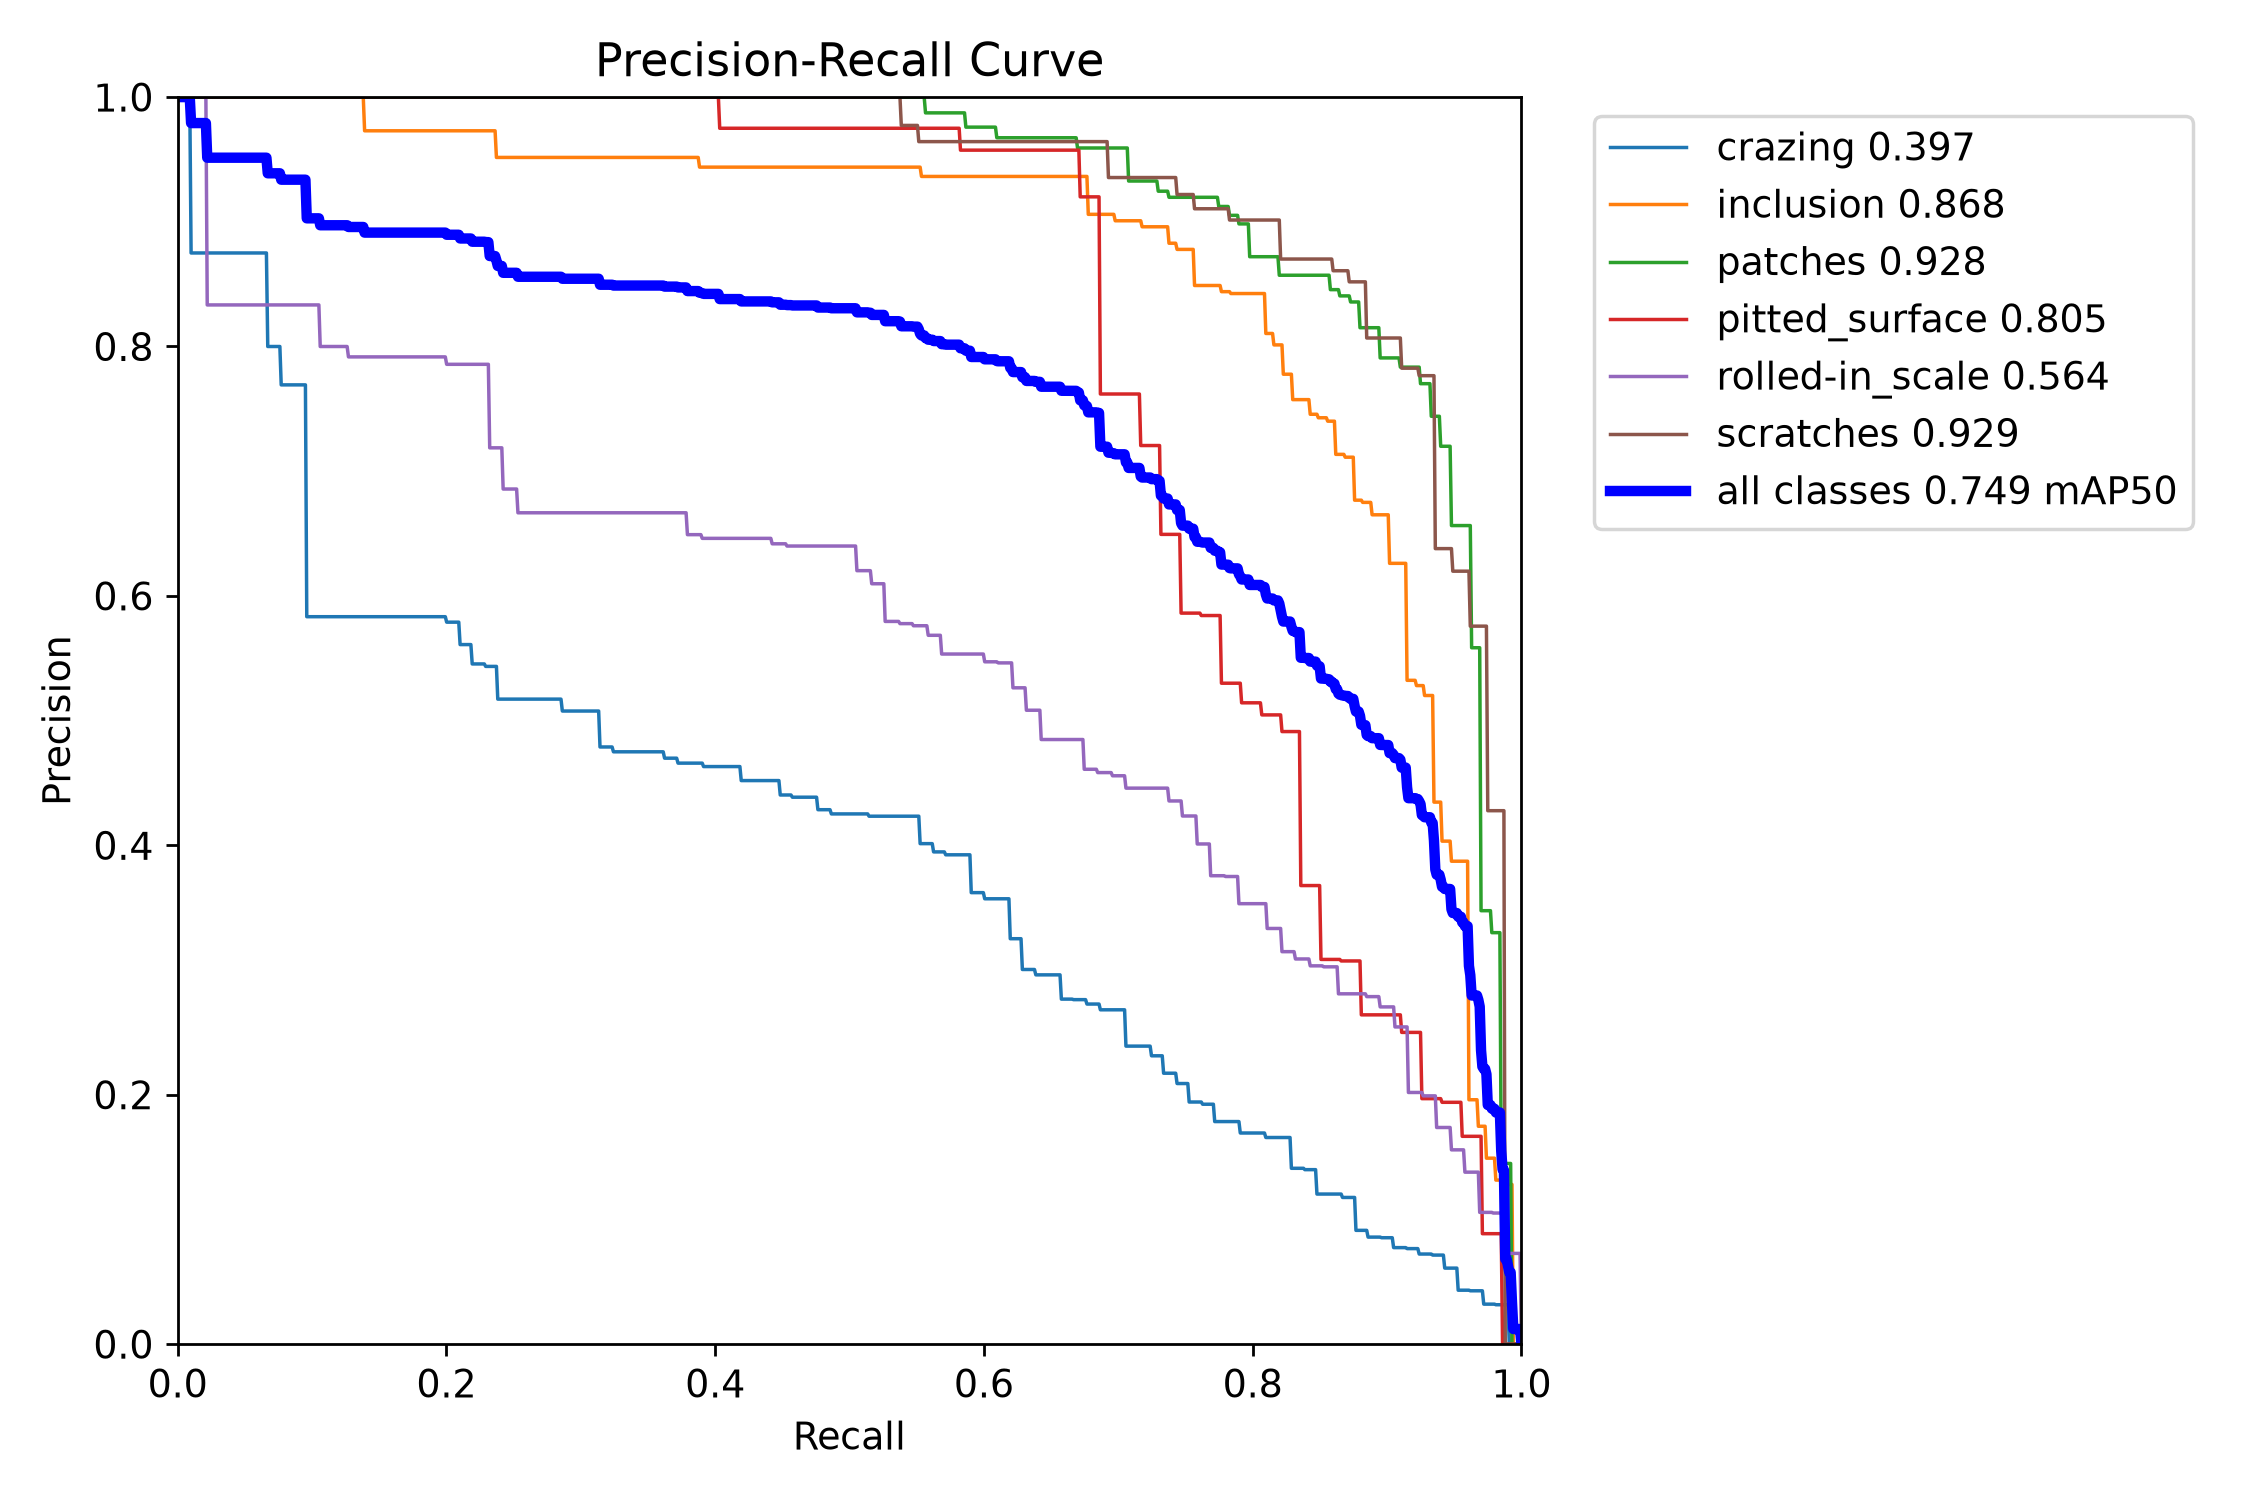 Precision-Recall Curve
1.0
0.8
0.6
0.4
0.2
0.0
Precision
0.0 0.2 0.4 0.6 0.8 1.0
Recall
crazing 0.397
inclusion 0.868
patches 0.928
pitted_surface 0.805
rolled-in_scale 0.564
scratches 0.929
all classes 0.749 mAP50